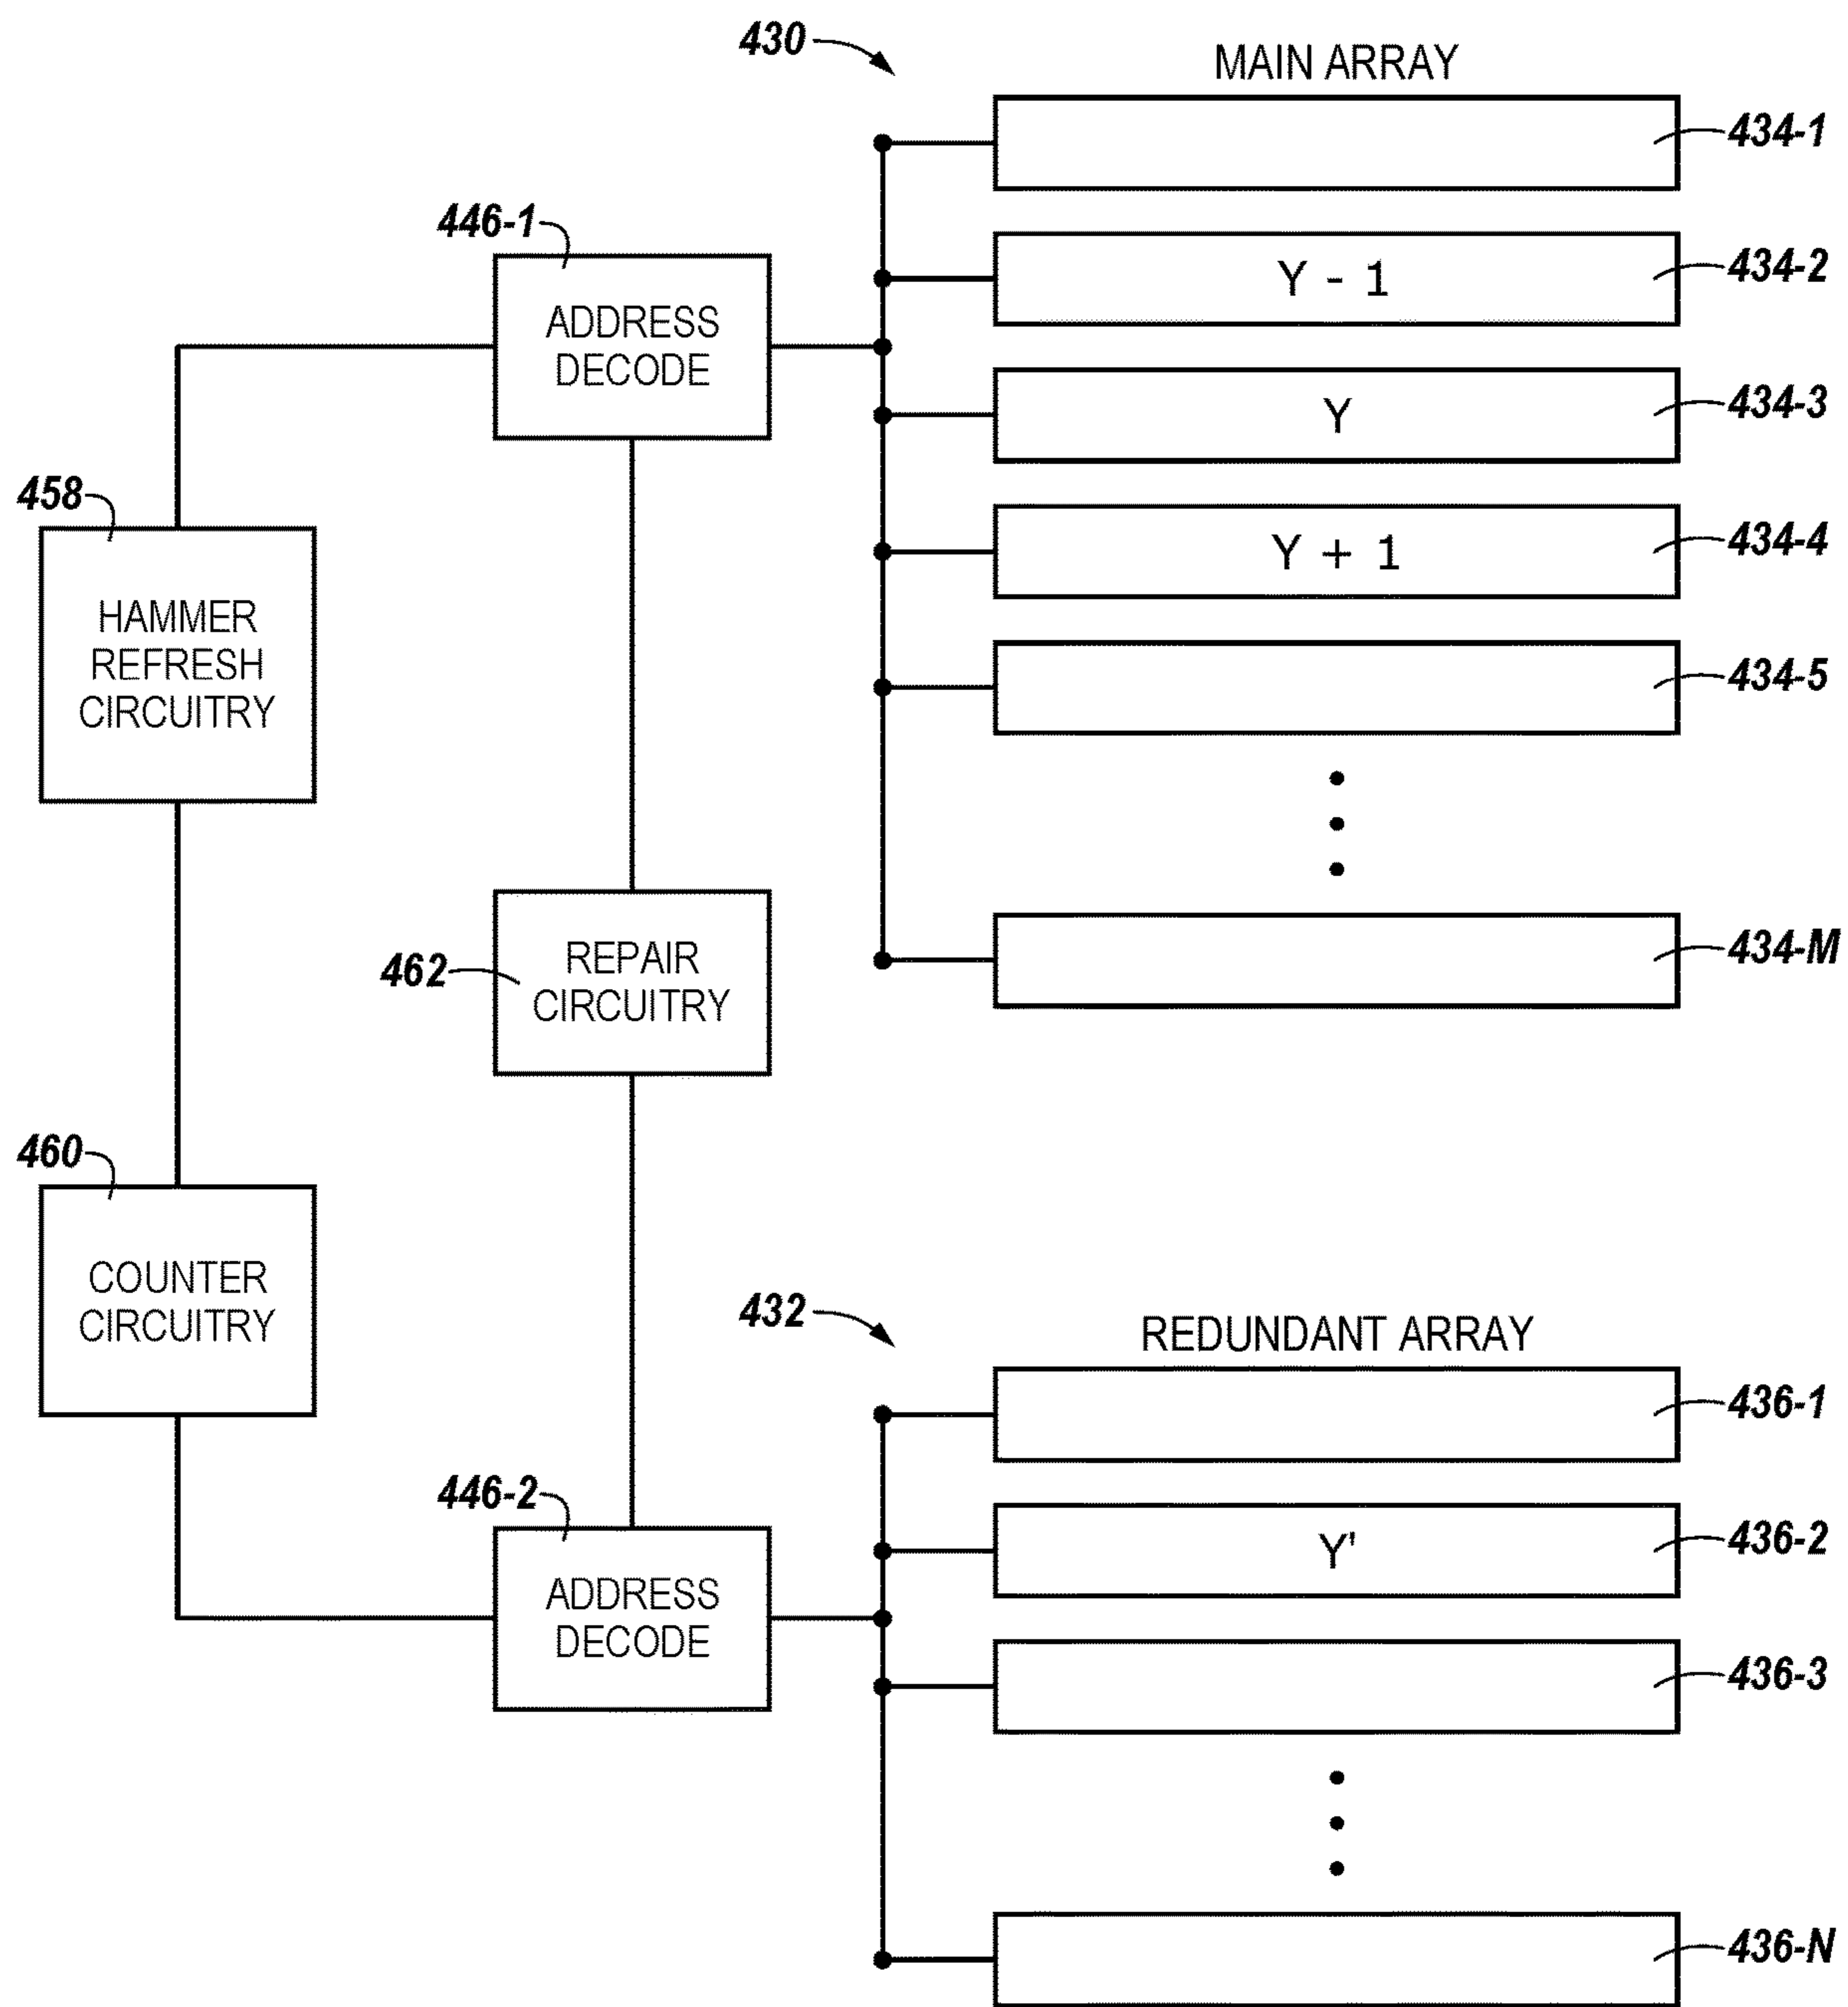 430
MAIN ARRAY
434-1
446-1
ADDRESS
DECODE
Y - 1
434-2
Y
434-3
458
HAMMER
REFRESH
CIRCUITRY
Y + 1
434-4
434-5
462
REPAIR
CIRCUITRY
434-M
460
COUNTER
CIRCUITRY
432
REDUNDANT ARRAY
436-1
446-2
ADDRESS
DECODE
Y'
436-2
436-3
436-N